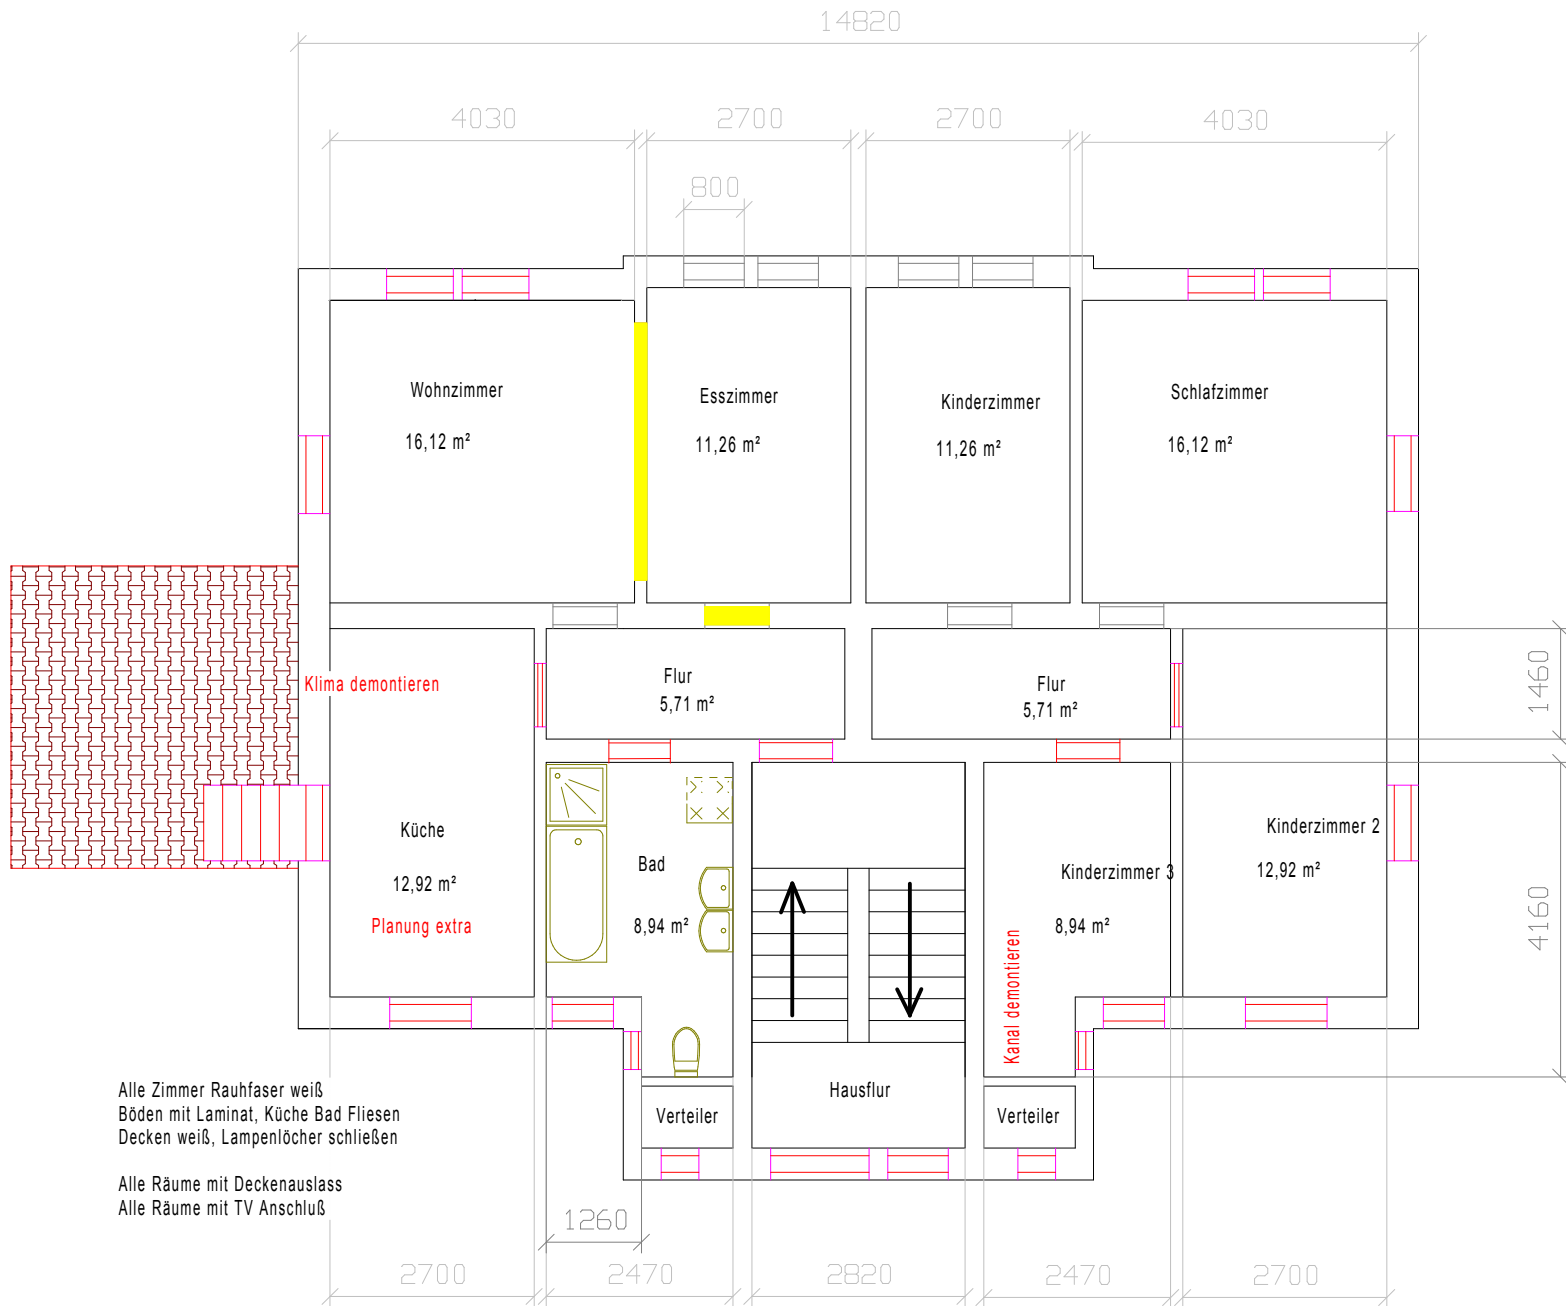 14820
4030
2700
2700
4030
800
Wohnzimmer
16,12 m²
Esszimmer
11,26 m²
Kinderzimmer
11,26 m²
Schlafzimmer
16,12 m²
Klima demontieren
Flur
5,71 m²
Flur
5,71 m²
1460
Küche
12,92 m²
Planung extra
Bad
8,94 m²
Kinderzimmer 3
8,94 m²
Kanal demontieren
Kinderzimmer 2
12,92 m²
4160
Verteiler
Hausflur
Verteiler
Alle Zimmer Rauhfaser weiß
Böden mit Laminat, Küche Bad Fliesen
Decken weiß, Lampenlöcher schließen
Alle Räume mit Deckenauslass
Alle Räume mit TV Anschluß
1260
2700
2470
2820
2470
2700